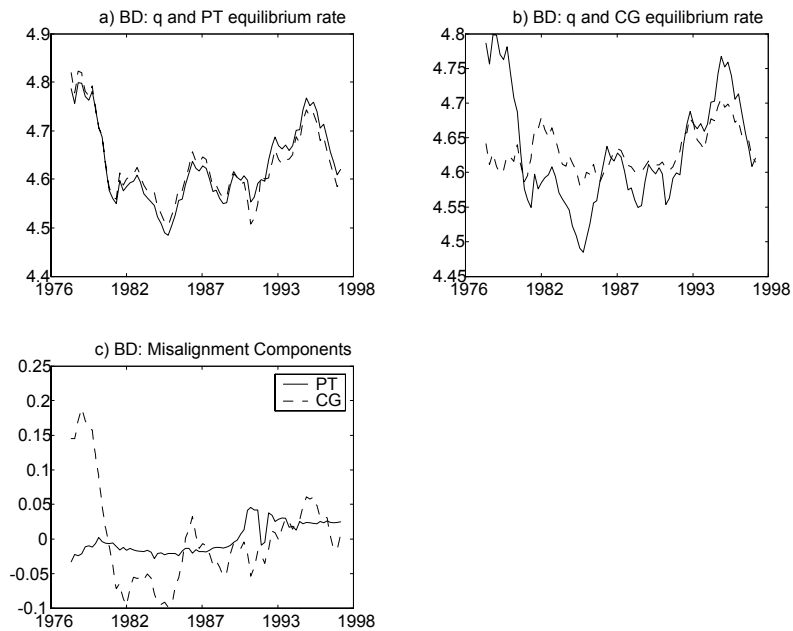 a) BD: q and PT equilibrium rate
4.9
4.8
4.7
4.6
4.5
4.4
1976 1982 1987 1993 1998
b) BD: q and CG equilibrium rate
4.8
4.75
4.7
4.65
4.6
4.55
4.5
4.45
1976 1982 1987 1993 1998
c) BD: Misalignment Components
0.25
0.2
0.15
0.1
0.05
0
-0.05
-0.1
1976 1982 1987 1993 1998
PT
CG